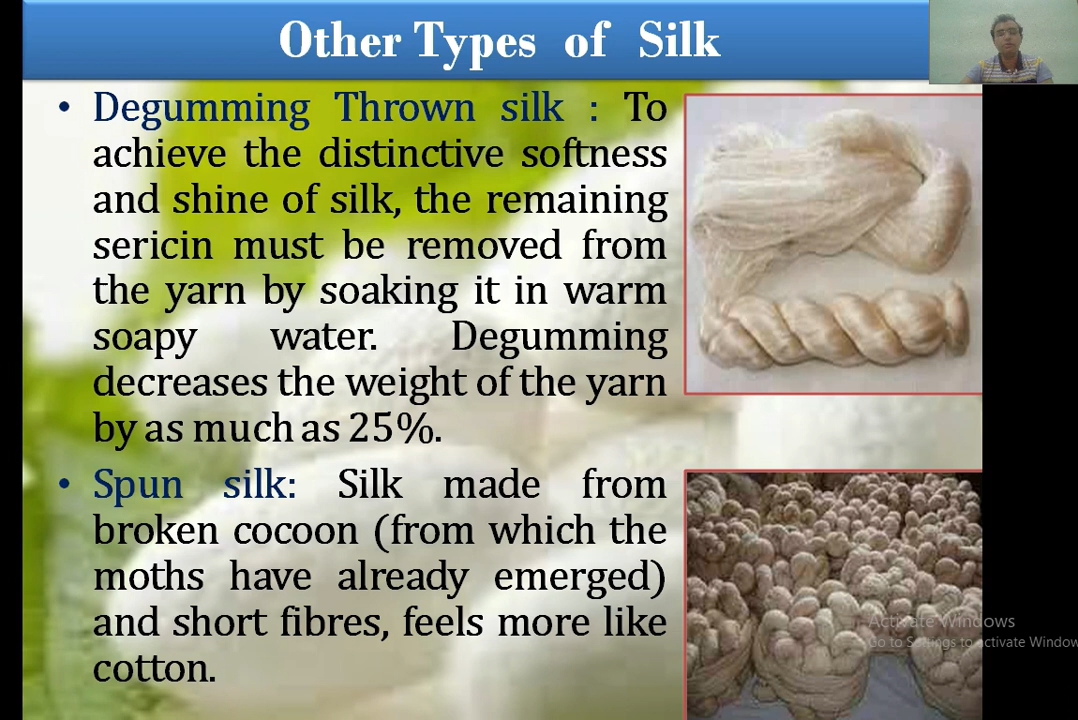 Other Types of Silk
• Degumming Thrown silk : To
achieve the distinctive softness
and shine of silk, the remaining
sericin must be removed from
the yarn by soaking it in warm
soapy water. Degumming
decreases the weight of the yarn
by as much as 25%.
• Spun silk: Silk made from
broken cocoon (from which the
moths have already emerged)
and short fibres, feels more like
cotton.
Activate Windows
Go to Settings to activate Window